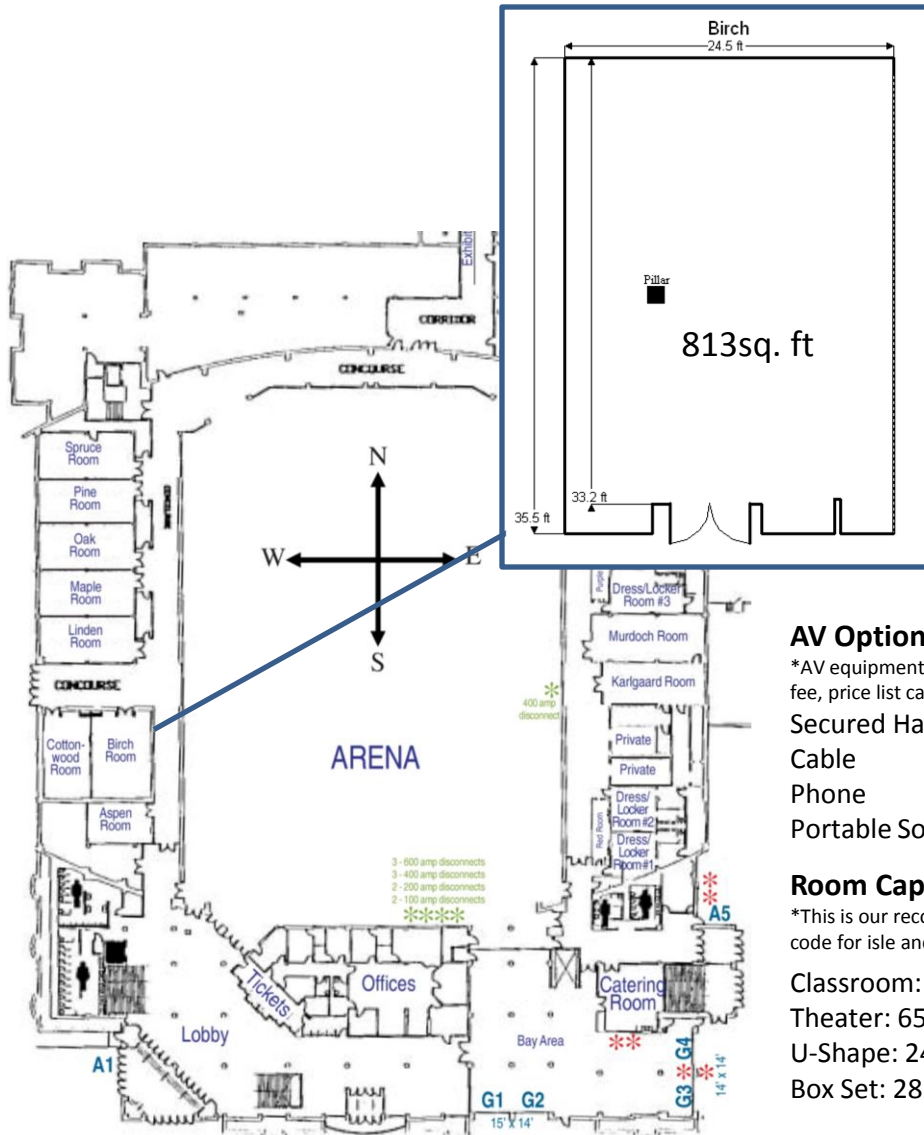 Birch
24.5 ft
Pillar
813sq. ft
33.2 ft
35.5 ft
Exhibit
CORRIDOR
CONCOURSE
Spruce
Room
Pine
Room
Oak
Room
Maple
Room
Linden
Room
CONCOURSE
CONCOURSE
Cotton-
wood
Room
Birch
Room
Aspen
Room
N
W
E
S
ARENA
400 amp
disconnect
Purple
Dress/Locker
Room #3
Murdoch Room
Karlgaard Room
Private
Private
Dress/
Locker
Room #2
Red Room
Dress/
Locker
Room #1
3 - 600 amp disconnects
3 - 400 amp disconnects
2 - 200 amp disconnects
2 - 100 amp disconnects
****
Tickets
Offices
Lobby
A1
Bay Area
Catering
Room
A5
G1
G2
15' x 14'
G3
G4
14' x 14'
AV Option
*AV equipment
fee, price list ca
Secured Ha
Cable
Phone
Portable So
Room Cap
*This is our reco
code for isle and
Classroom:
Theater: 65
U-Shape: 24
Box Set: 28